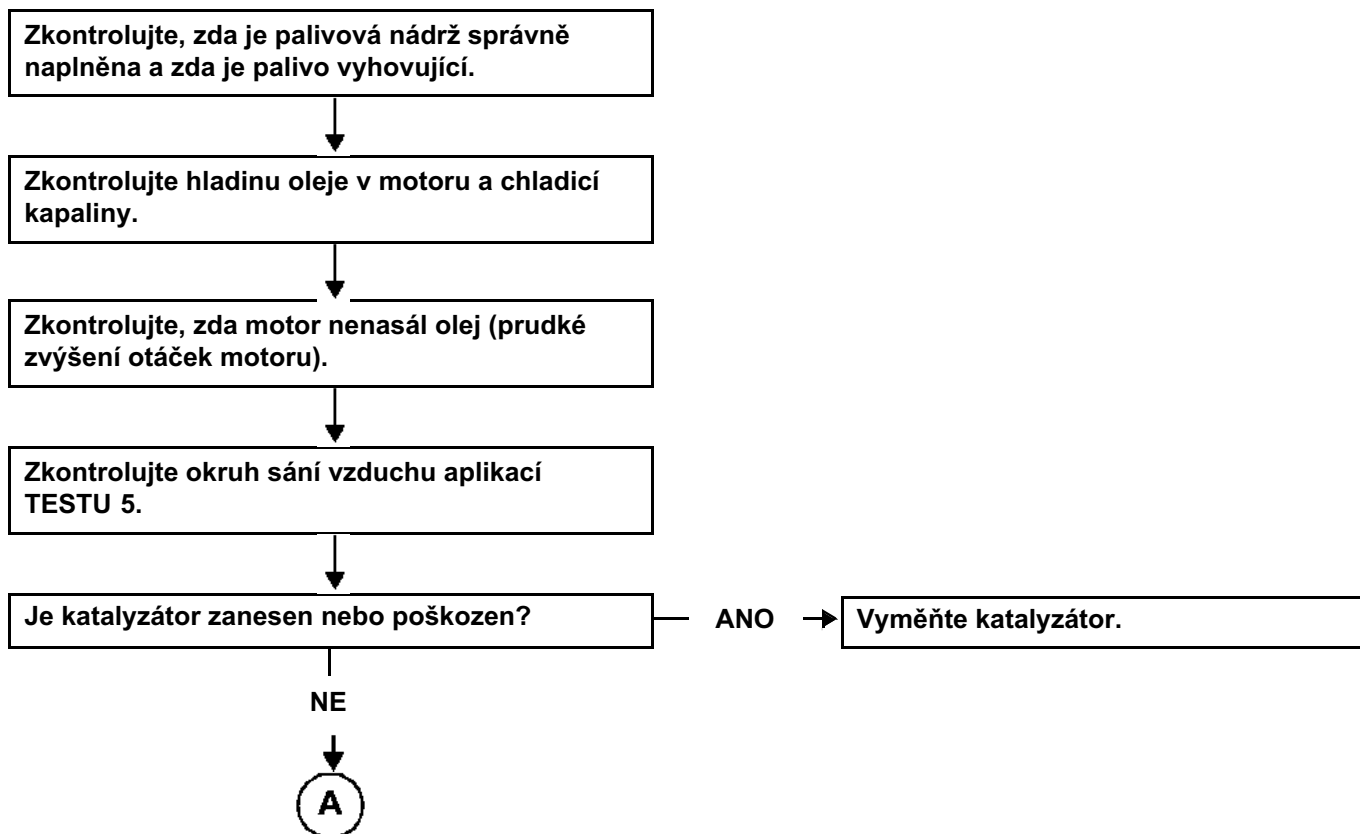 Zkontrolujte, zda je palivová nádrž správně
naplněna a zda je palivo vyhovující.
Zkontrolujte hladinu oleje v motoru a chladicí
kapaliny.
Zkontrolujte, zda motor nenasál olej (prudké
zvýšení otáček motoru).
Zkontrolujte okruh sání vzduchu aplikací
TESTU 5.
Je katalyzátor zanesen nebo poškozen?
ANO
Vyměňte katalyzátor.
NE
A